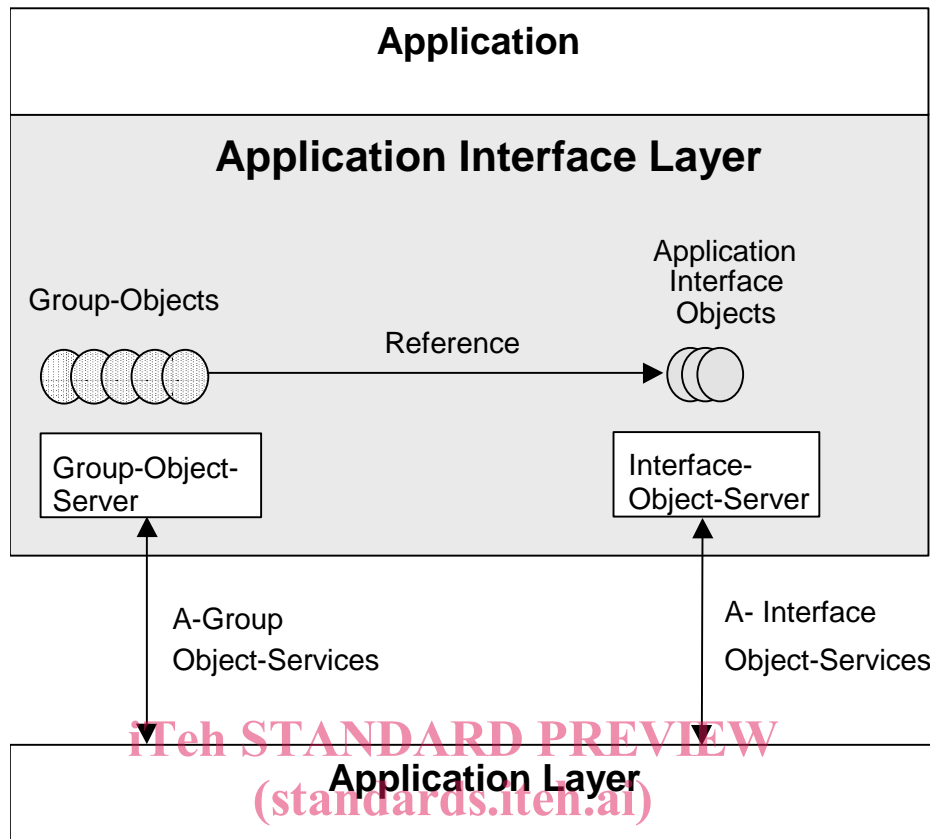 Application
Application Interface Layer
Application
Interface
Objects
Group-Objects
Reference
Group-Object-
Server
Interface-
Object-Server
A-Group
Object-Services
A- Interface
Object-Services
iTeh STANDARD PREVIEW
Application Layer
(standards.iteh.ai)